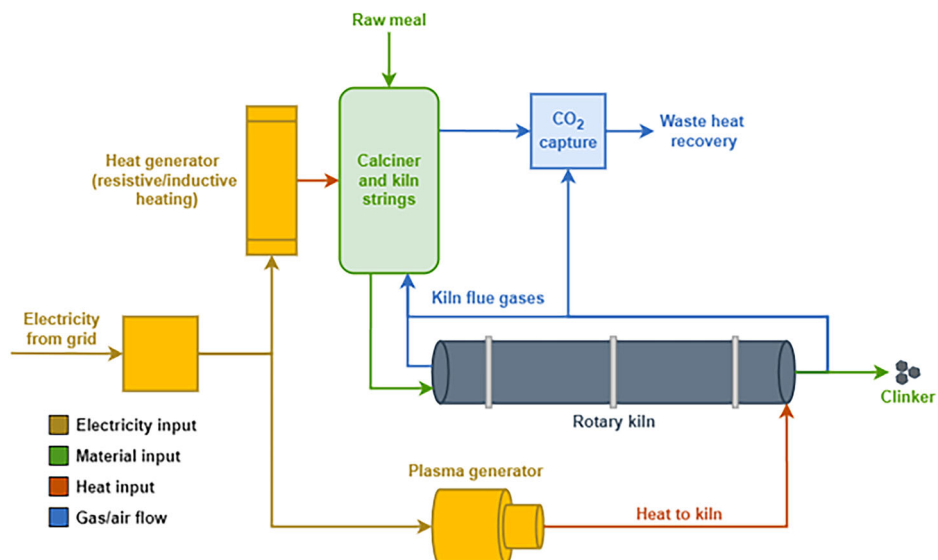 Raw meal
Heat generator
(resistive/inductive
heating)
Calciner
and kiln
strings
CO₂
capture
Waste heat
recovery
Kiln flue gases
Electricity
from grid
Rotary kiln
Clinker
Electricity input
Material input
Heat input
Gas/air flow
Plasma generator
Heat to kiln